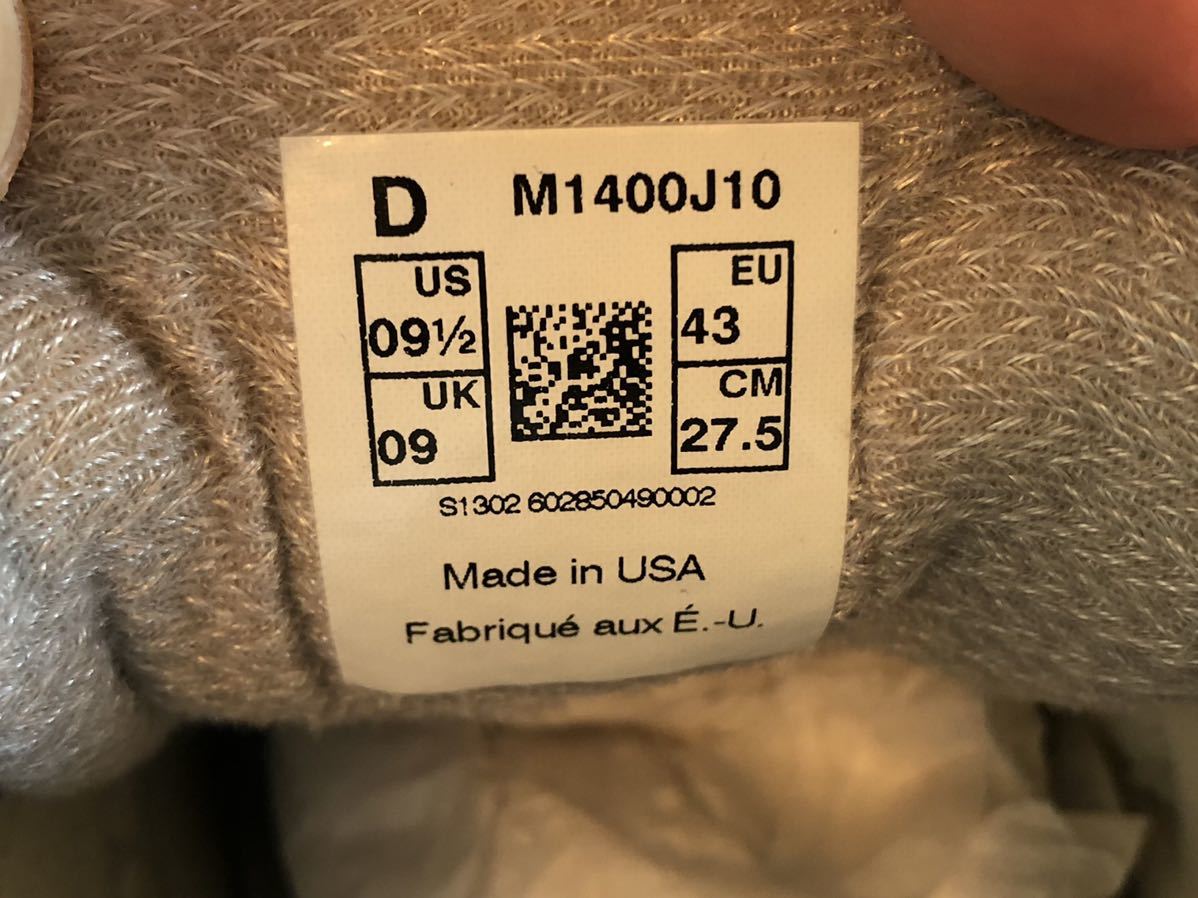 D M1400J10
US
09½
UK
09
EU
43
CM
27.5
S1302 602850490002
Made in USA
Fabriqué aux É.-U.